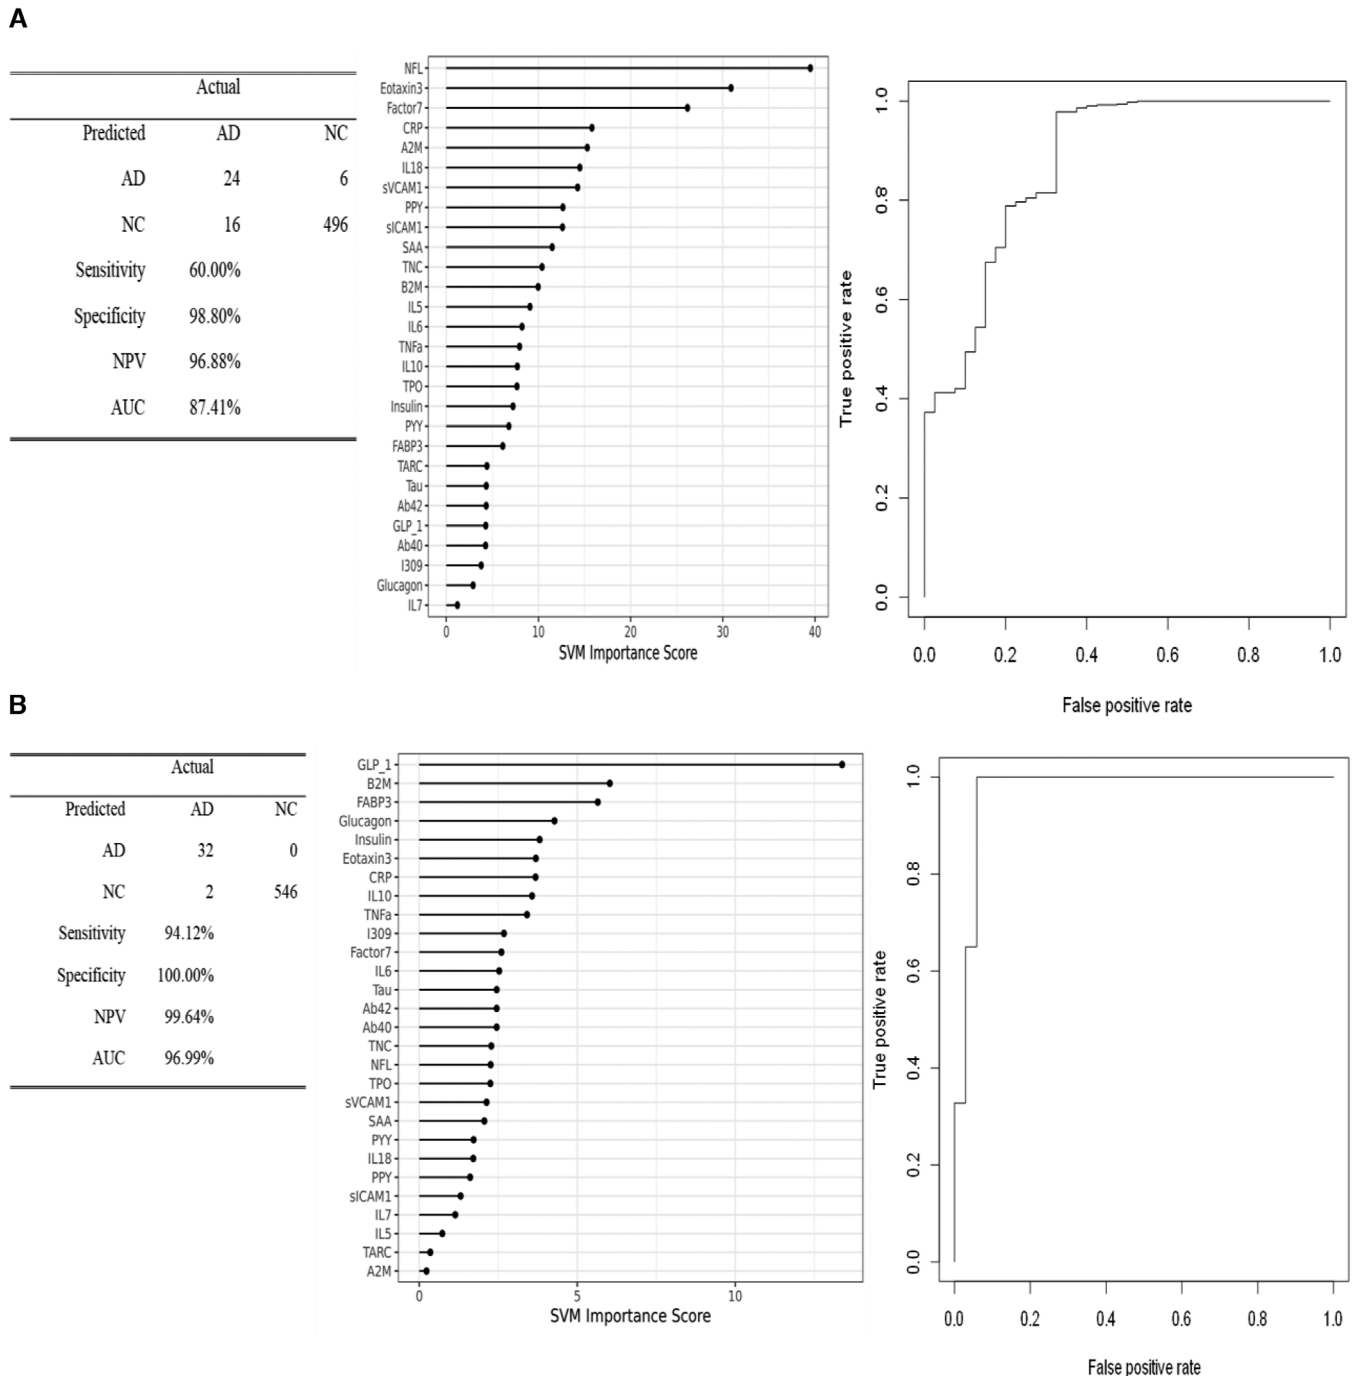 A
Actual
Predicted AD NC
AD 24 6
NC 16 496
Sensitivity 60.00%
Specificity 98.80%
NPV 96.88%
AUC 87.41%
NFL
Eotaxin3
Factor7
CRP
A2M
IL18
sVCAM1
PPY
sICAM1
SAA
TNC
B2M
IL5
IL6
TNFa
IL10
TPO
Insulin
PYY
FABP3
TARC
Tau
Ab42
GLP_1
Ab40
I309
Glucagon
IL7
0 10 20 30 40
SVM Importance Score
True positive rate
1.0
0.8
0.6
0.4
0.2
0.0
0.0 0.2 0.4 0.6 0.8 1.0
False positive rate
B
Actual
Predicted AD NC
AD 32 0
NC 2 546
Sensitivity 94.12%
Specificity 100.00%
NPV 99.64%
AUC 96.99%
GLP_1
B2M
FABP3
Glucagon
Insulin
Eotaxin3
CRP
IL10
TNFa
I309
Factor7
IL6
Tau
Ab42
Ab40
TNC
NFL
TPO
sVCAM1
SAA
PYY
IL18
PPY
sICAM1
IL7
IL5
TARC
A2M
0 5 10
SVM Importance Score
True positive rate
1.0
0.8
0.6
0.4
0.2
0.0
0.0 0.2 0.4 0.6 0.8 1.0
False positive rate